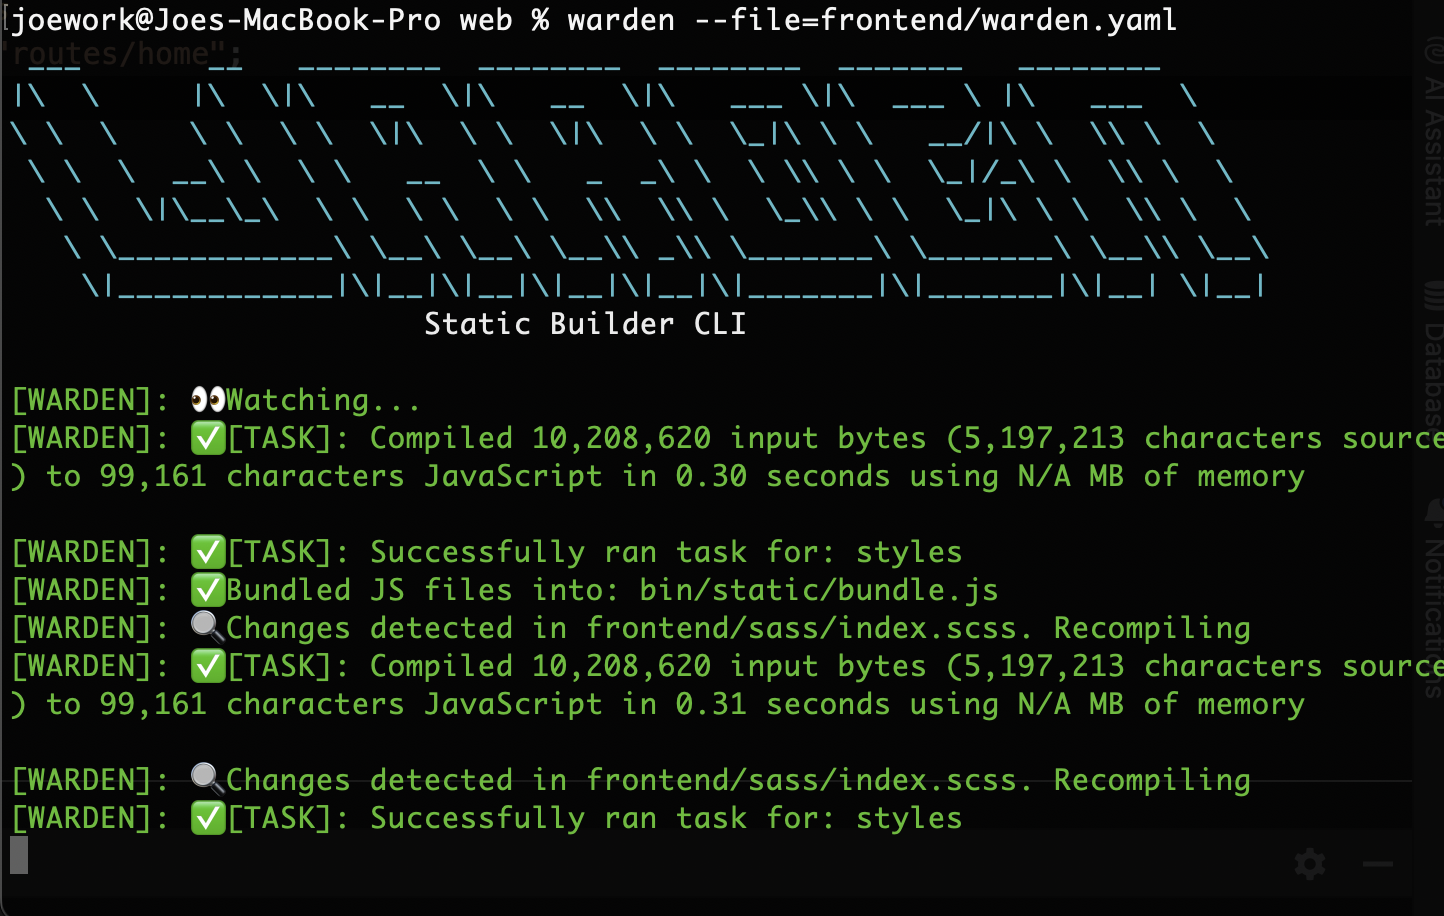 joework@Joes-MacBook-Pro web % warden --file=frontend/warden.yaml
"routes/home";
WARDEN
Static Builder CLI
[WARDEN]: 👀Watching...
[WARDEN]: ✅[TASK]: Compiled 10,208,620 input bytes (5,197,213 characters source
) to 99,161 characters JavaScript in 0.30 seconds using N/A MB of memory
[WARDEN]: ✅[TASK]: Successfully ran task for: styles
[WARDEN]: ✅Bundled JS files into: bin/static/bundle.js
[WARDEN]: 🔍Changes detected in frontend/sass/index.scss. Recompiling
[WARDEN]: ✅[TASK]: Compiled 10,208,620 input bytes (5,197,213 characters source
) to 99,161 characters JavaScript in 0.31 seconds using N/A MB of memory
[WARDEN]: 🔍Changes detected in frontend/sass/index.scss. Recompiling
[WARDEN]: ✅[TASK]: Successfully ran task for: styles
AI Assistant
Database
Notifications